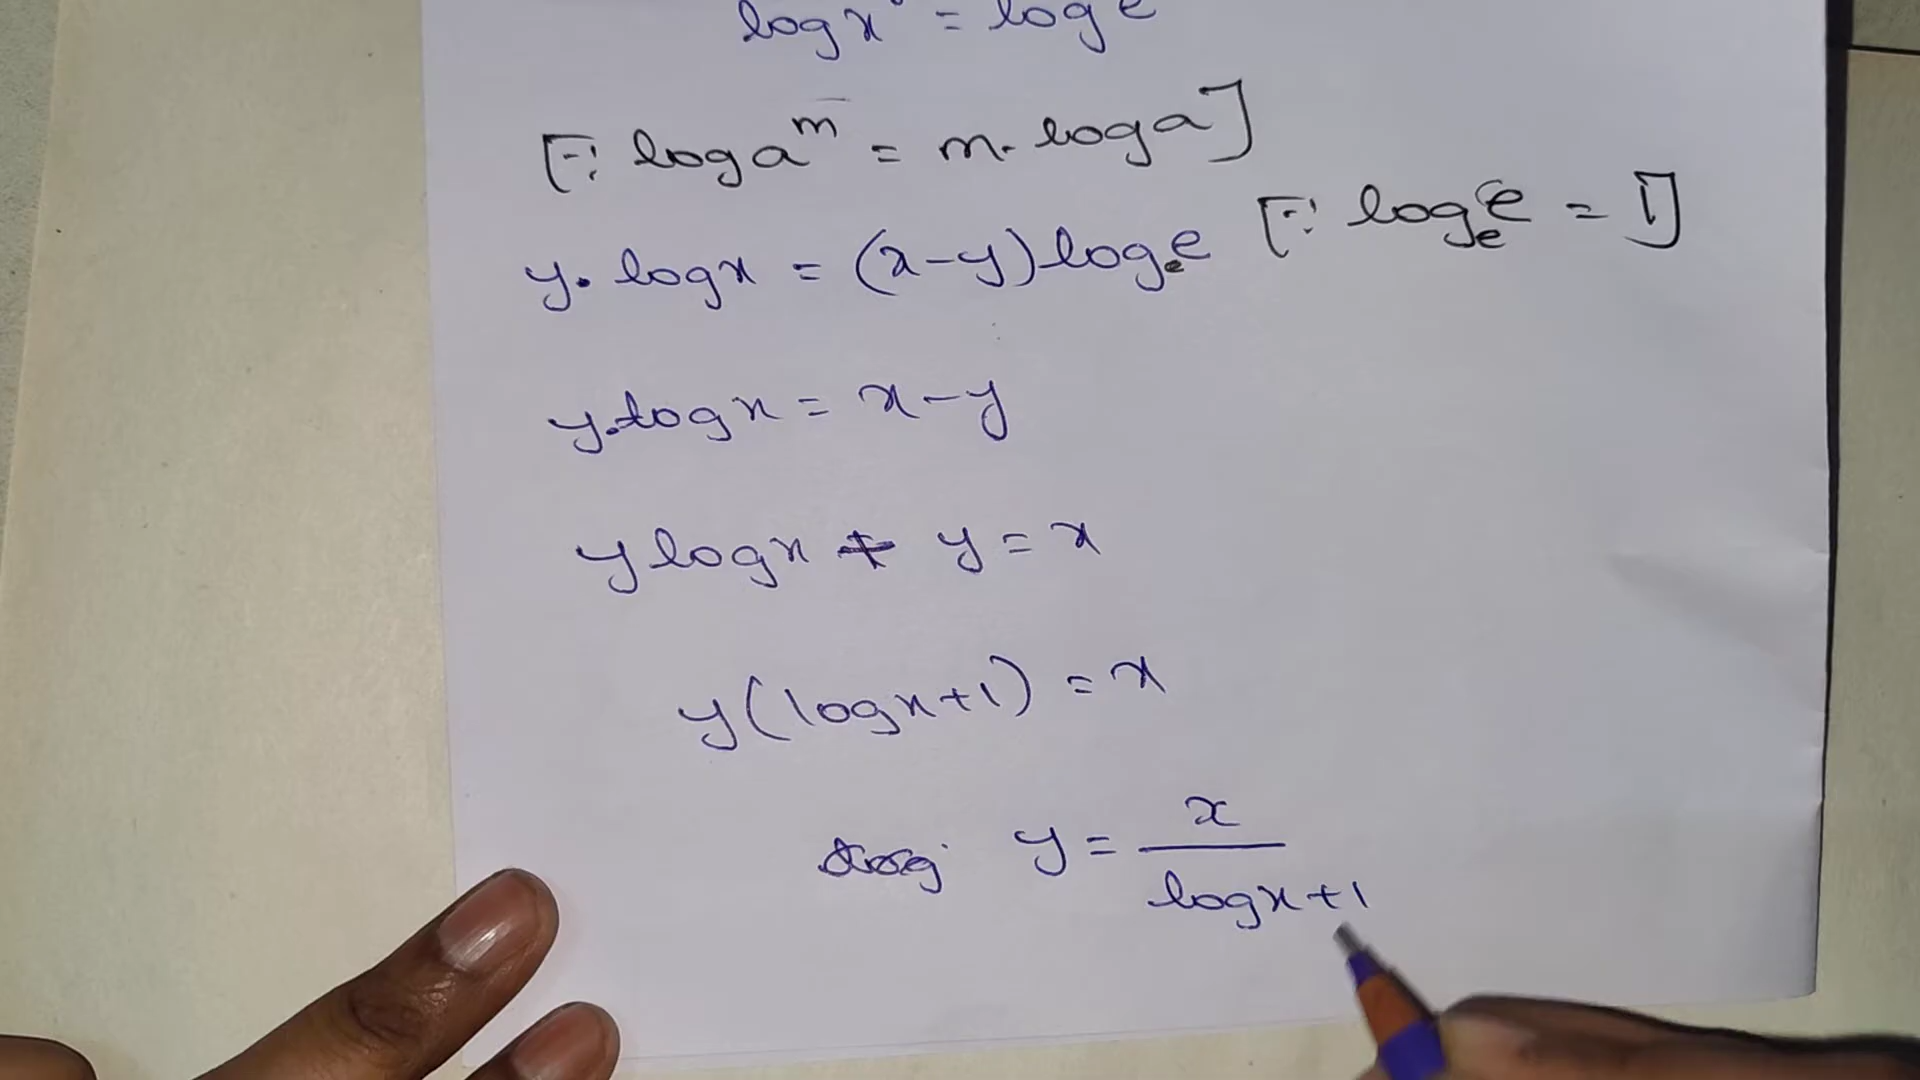 log x = log e
[∵ log a^m = m. log a]
y. log x = (x-y) log_e e [∵ log_e e = 1]
y. log x = x - y
y log x + y = x
y (log x + 1) = x
y = x / (log x + 1)